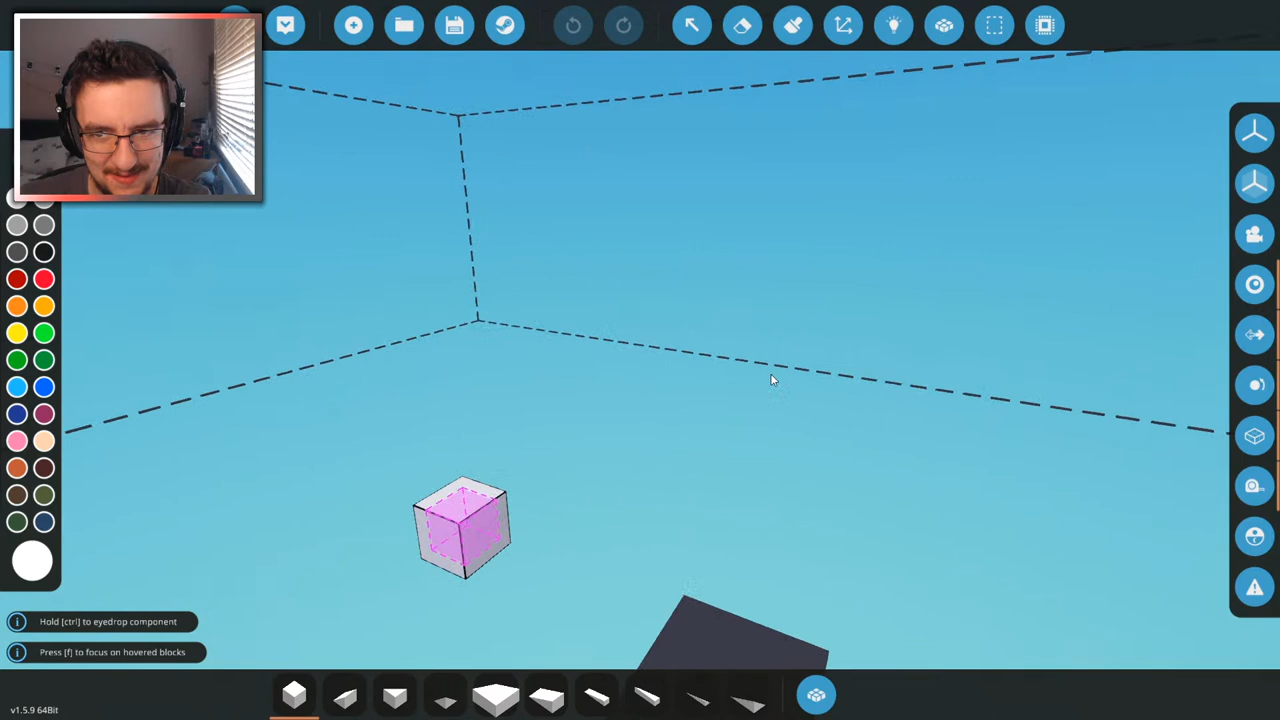 Hold [ctrl] to eyedrop component
Press [f] to focus on hovered blocks
v1.5.9 64Bit